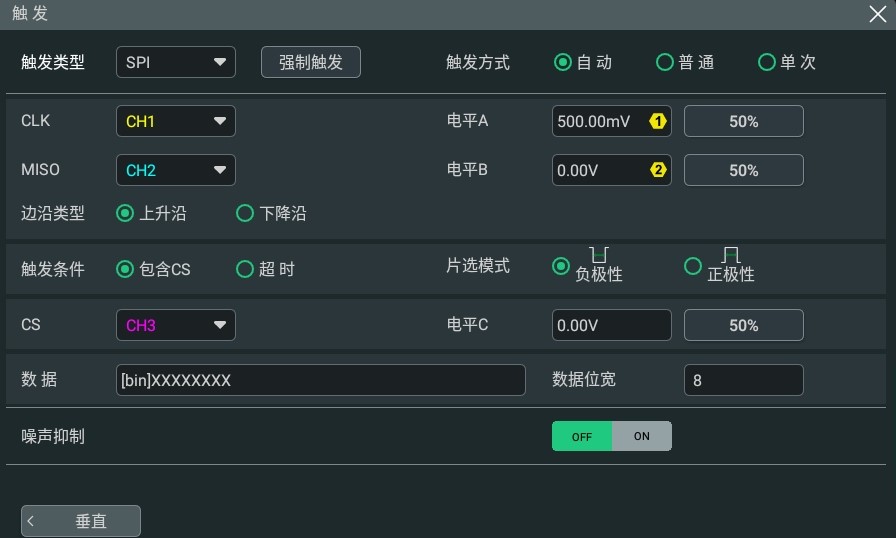 触 发
触发类型 SPI 强制触发 触发方式 自 动 普 通 单 次
CLK CH1 电平A 500.00mV 1 50%
MISO CH2 电平B 0.00V 2 50%
边沿类型 上升沿 下降沿
触发条件 包含CS 超 时 片选模式 负极性 正极性
CS CH3 电平C 0.00V 50%
数 据 [bin]XXXXXXXX 数据位宽 8
噪声抑制 OFF ON
垂直